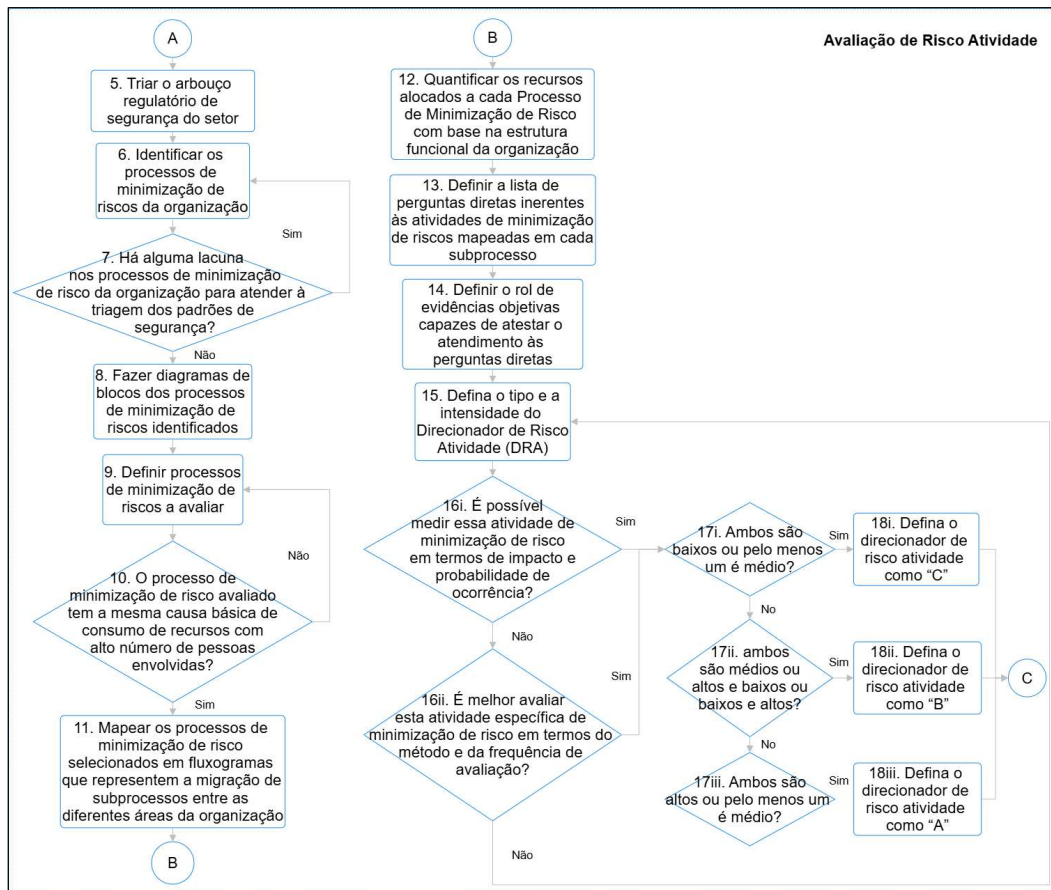 Avaliação de Risco Atividade
A
5. Triar o arbouço
regulatório de
segurança do setor
6. Identificar os
processos de
minimização de
riscos da organização
Sim
7. Há alguma lacuna
nos processos de minimização
de risco da organização para atender à
triagem dos padrões de
segurança?
Não
8. Fazer diagramas de
blocos dos processos
de minimização de
riscos identificados
9. Definir processos
de minimização de
riscos a avaliar
Não
10. O processo de
minimização de risco avaliado
tem a mesma causa básica de
consumo de recursos com
alto número de pessoas
envolvidas?
Sim
11. Mapear os processos de
minimização de risco
selecionados em fluxogramas
que representem a migração de
subprocessos entre as
diferentes áreas da organização
B
B
12. Quantificar os recursos
alocados a cada Processo
de Minimização de Risco
com base na estrutura
funcional da organização
13. Definir a lista de
perguntas diretas inerentes
às atividades de minimização
de riscos mapeadas em cada
subprocesso
14. Definir o rol de
evidências objetivas
capazes de atestar o
atendimento às
perguntas diretas
15. Defina o tipo e a
intensidade do
Direcionador de Risco
Atividade (DRA)
16i. É possível
medir essa atividade de
minimização de risco
em termos de impacto e
probabilidade de
ocorrência?
Sim
Não
16ii. É melhor avaliar
esta atividade específica de
minimização de risco em termos do
método e da frequência de
avaliação?
Sim
Não
17i. Ambos são
baixos ou pelo menos
um é médio?
Sim
18i. Defina o
direcionador de
risco atividade
como “C”
No
17ii. ambos
são médios ou
altos e baixos ou
baixos e altos?
Sim
18ii. Defina o
direcionador de
risco atividade
como “B”
No
17iii. Ambos são
altos ou pelo menos um
é médio?
Sim
18iii. Defina o
direcionador de
risco atividade
como “A”
C